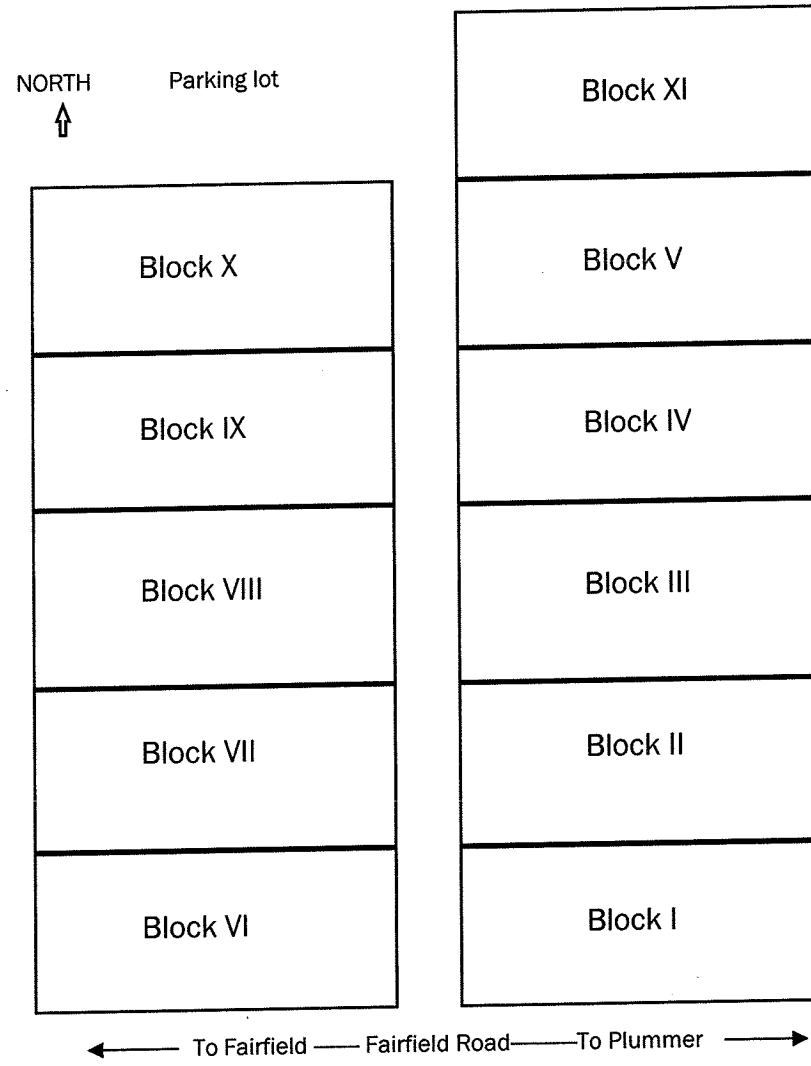 NORTH
Parking lot
Block XI
Block X
Block V
Block IX
Block IV
Block VIII
Block III
Block VII
Block II
Block VI
Block I
To Fairfield Fairfield Road To Plummer